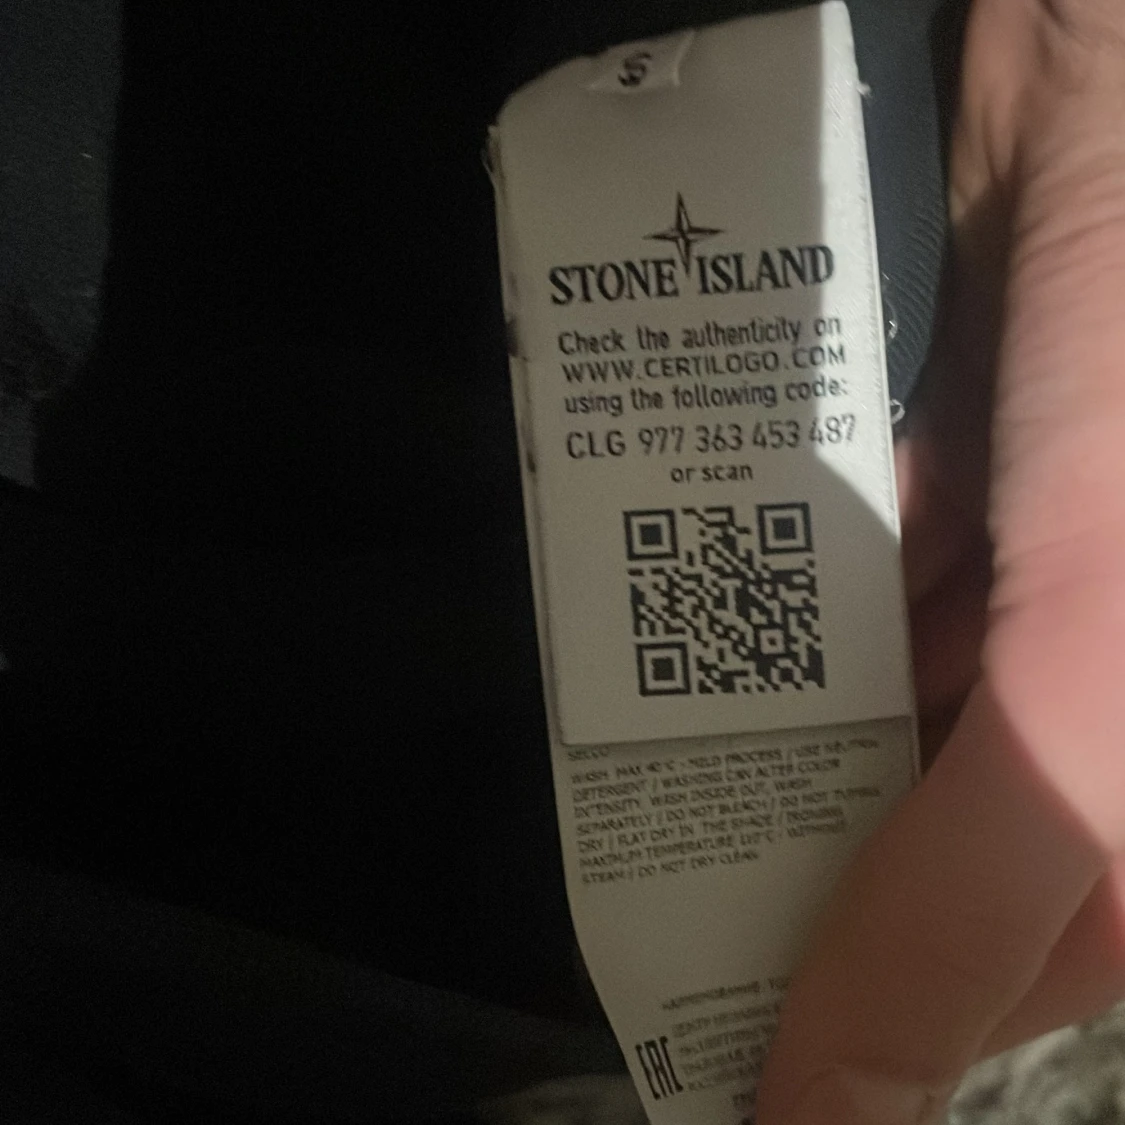 S
STONE ISLAND
Check the authenticity on
WWW.CERTILOGO.COM
using the following code:
CLG 977 363 453 487
or scan
SECCO
WASH MAX 40°C - MILD PROCESS / USE NEUTRAL
DETERGENT / WASHING CAN ALTER COLOR
INTENSITY. WASH INSIDE OUT, WASH
SEPARATELY / DO NOT BLEACH / DO NOT TUMBLE
DRY / FLAT DRY IN THE SHADE / IRONING
MAXIMUM TEMPERATURE 110°C - WITHOUT
STEAM / DO NOT DRY CLEAN
EAC